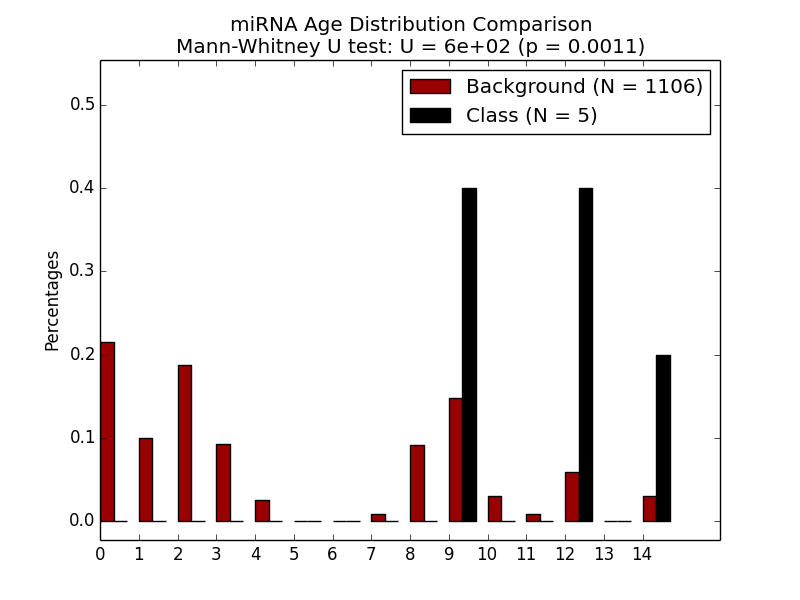 miRNA Age Distribution Comparison
Mann-Whitney U test: U = 6e+02 (p = 0.0011)
Background (N = 1106)
Class (N = 5)
Percentages
0.5
0.4
0.3
0.2
0.1
0.0
0 1 2 3 4 5 6 7 8 9 10 11 12 13 14